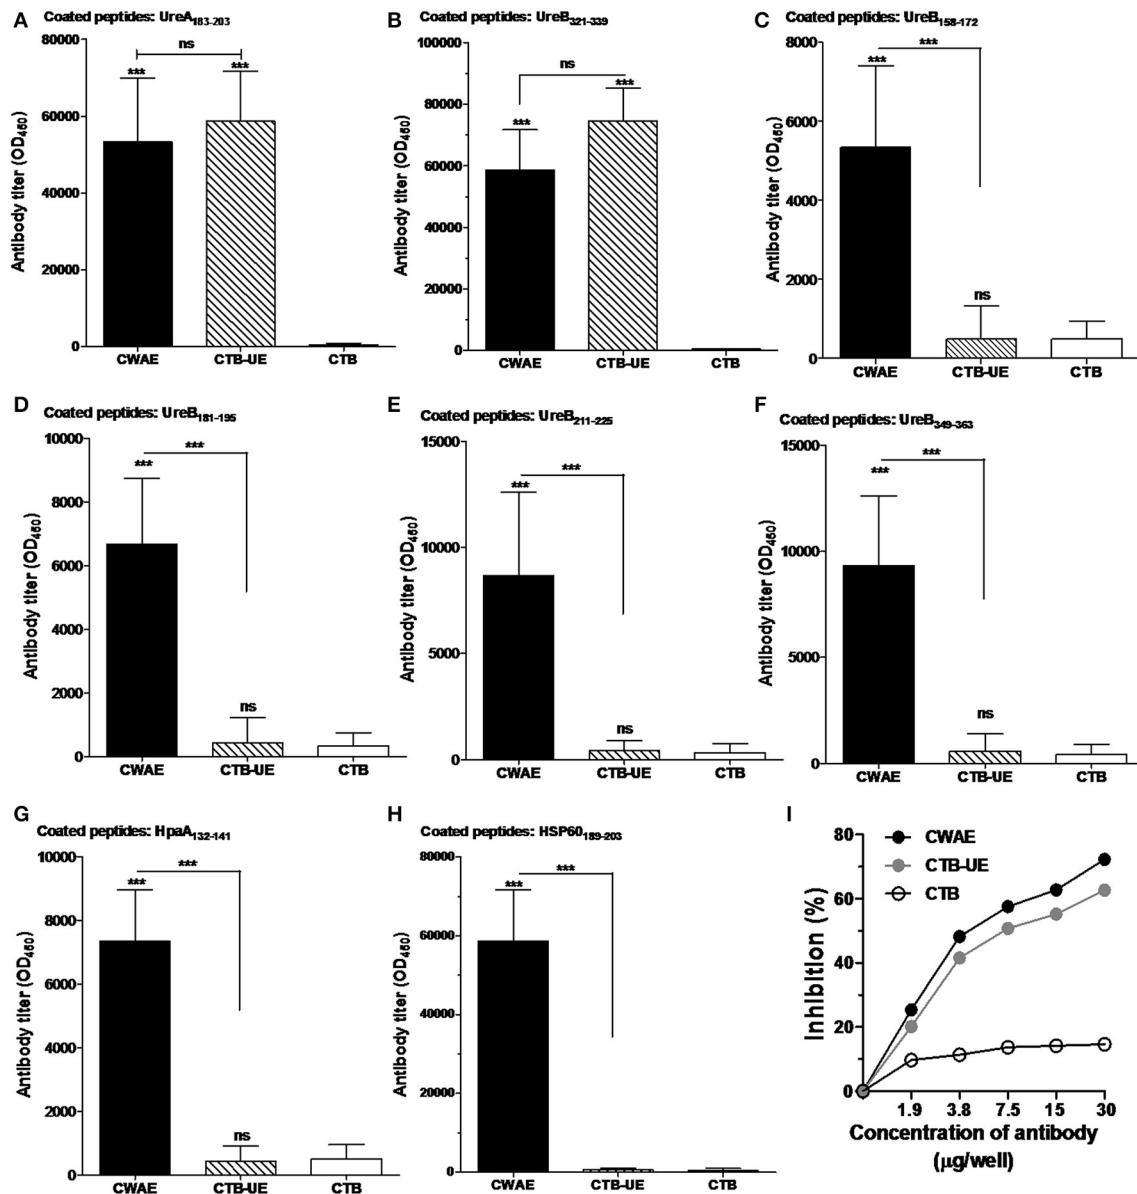 A Coated peptides: UreA183-203
80000
60000
40000
20000
0
Antibody titer (OD450)
ns
*** ***
CWAE CTB-UE CTB
B Coated peptides: UreB321-339
100000
80000
60000
40000
20000
0
Antibody titer (OD450)
ns
*** ***
CWAE CTB-UE CTB
C Coated peptides: UreB158-172
8000
6000
4000
2000
0
Antibody titer (OD450)
***
*** ns
CWAE CTB-UE CTB
D Coated peptides: UreB181-195
10000
8000
6000
4000
2000
0
Antibody titer (OD450)
***
*** ns
CWAE CTB-UE CTB
E Coated peptides: UreB211-225
15000
10000
5000
0
Antibody titer (OD450)
***
*** ns
CWAE CTB-UE CTB
F Coated peptides: UreB349-363
15000
10000
5000
0
Antibody titer (OD450)
***
*** ns
CWAE CTB-UE CTB
G Coated peptides: HpaA132-141
10000
8000
6000
4000
2000
0
Antibody titer (OD450)
***
*** ns
CWAE CTB-UE CTB
H Coated peptides: HSP60189-203
80000
60000
40000
20000
0
Antibody titer (OD450)
***
***
CWAE CTB-UE CTB
I
80
60
40
20
0
Inhibition (%)
CWAE
CTB-UE
CTB
1.9 3.8 7.5 15 30
Concentration of antibody
(μg/well)